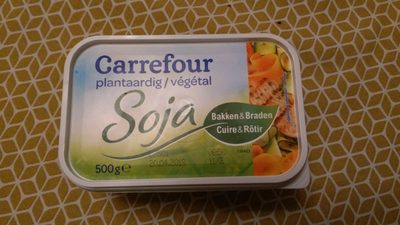 Carrefour
plantaardig / végétal
Soja
Bakken & Braden
Cuire & Rôtir
500g e